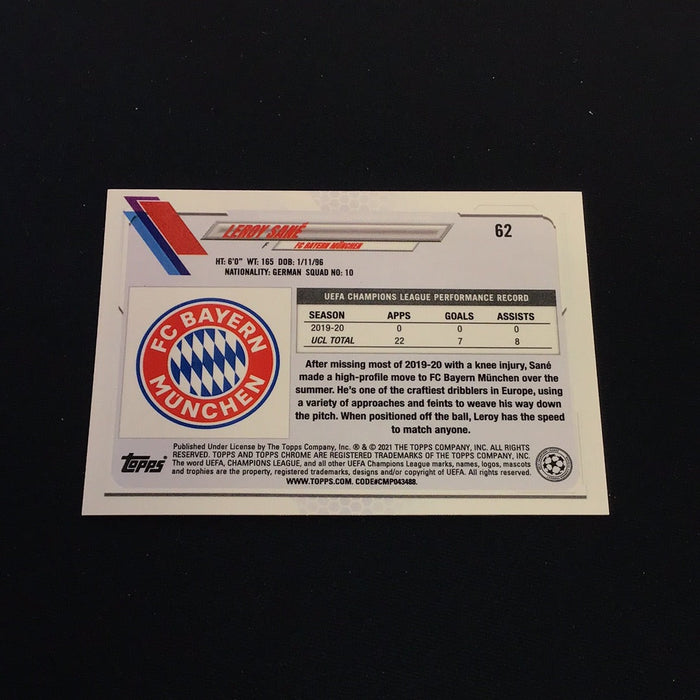 LEROY SANÉ
62
F FC BAYERN MÜNCHEN
HT: 6'0" WT: 165 DOB: 1/11/96
NATIONALITY: GERMAN SQUAD NO: 10
FC BAYERN
MÜNCHEN
UEFA CHAMPIONS LEAGUE PERFORMANCE RECORD
SEASON APPS GOALS ASSISTS
2019-20 0 0 0
UCL TOTAL 22 7 8
After missing most of 2019-20 with a knee injury, Sané
made a high-profile move to FC Bayern München over the
summer. He's one of the craftiest dribblers in Europe, using
a variety of approaches and feints to weave his way down
the pitch. When positioned off the ball, Leroy has the speed
to match anyone.
Topps
Published Under License by The Topps Company, Inc. ® & © 2021 THE TOPPS COMPANY, INC. ALL RIGHTS
RESERVED. TOPPS AND TOPPS CHROME ARE REGISTERED TRADEMARKS OF THE TOPPS COMPANY, INC.
The word UEFA, CHAMPIONS LEAGUE, and all other UEFA Champions League marks, names, logos, mascots
and trophies are the property, registered trademarks, designs and/or copyright of UEFA. All rights reserved.
WWW.TOPPS.COM. CODE#CMP043488.